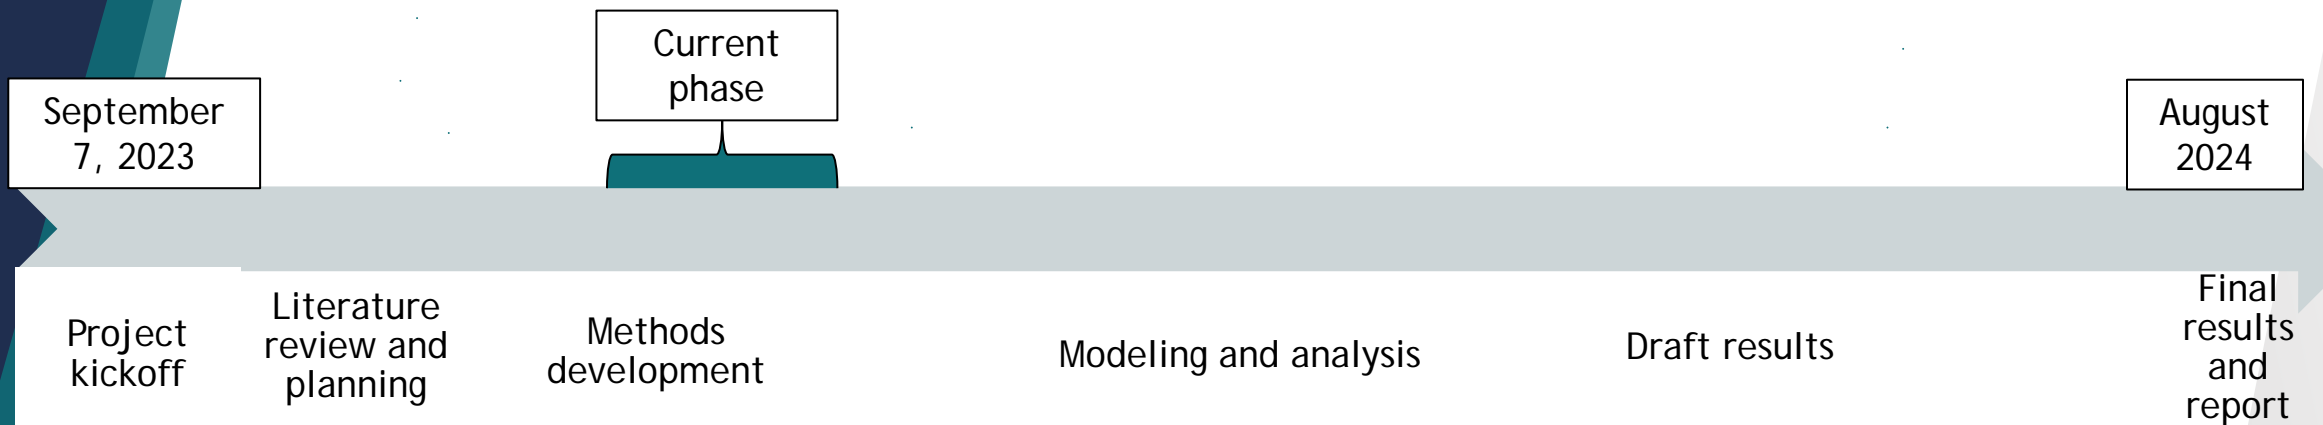 Current
phase
September
7, 2023
August
2024
Project
kickoff
Literature
review and
planning
Methods
development
Modeling and analysis
Draft results
Final
results
and
report